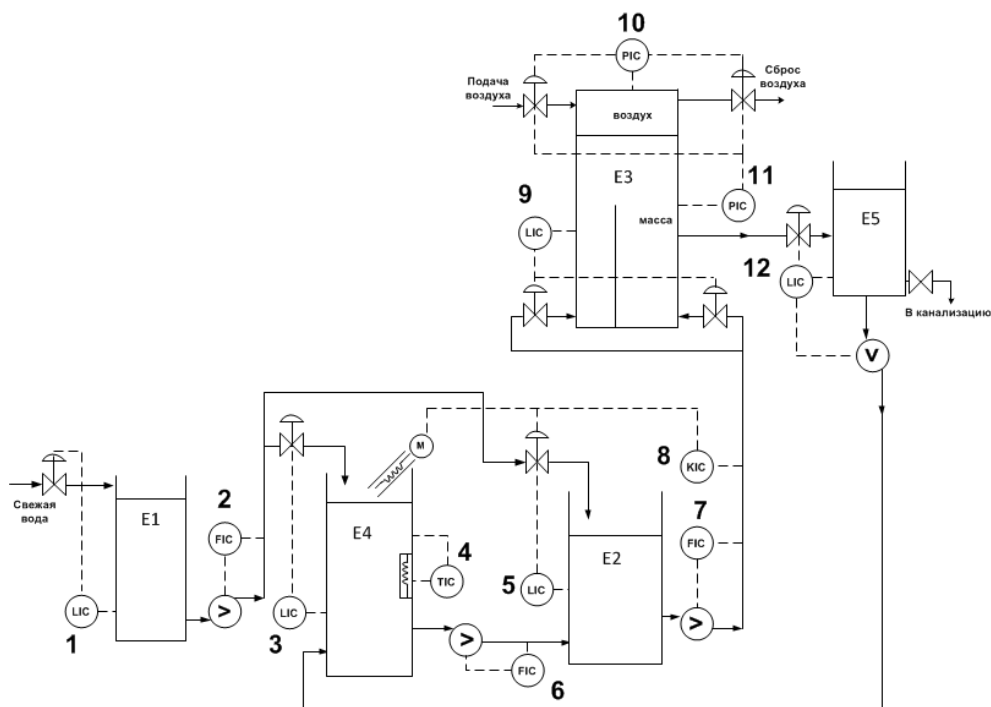 10
PIC
Подача
воздуха
Сброс
воздуха
воздух
E3
11
PIC
9
LIC
масса
E5
12
LIC
В канализацию
V
M
8
KIC
2
FIC
Свежая
вода
E1
>
LIC
1
E4
4
TIC
LIC
3
5
LIC
E2
7
FIC
>
>
FIC
6